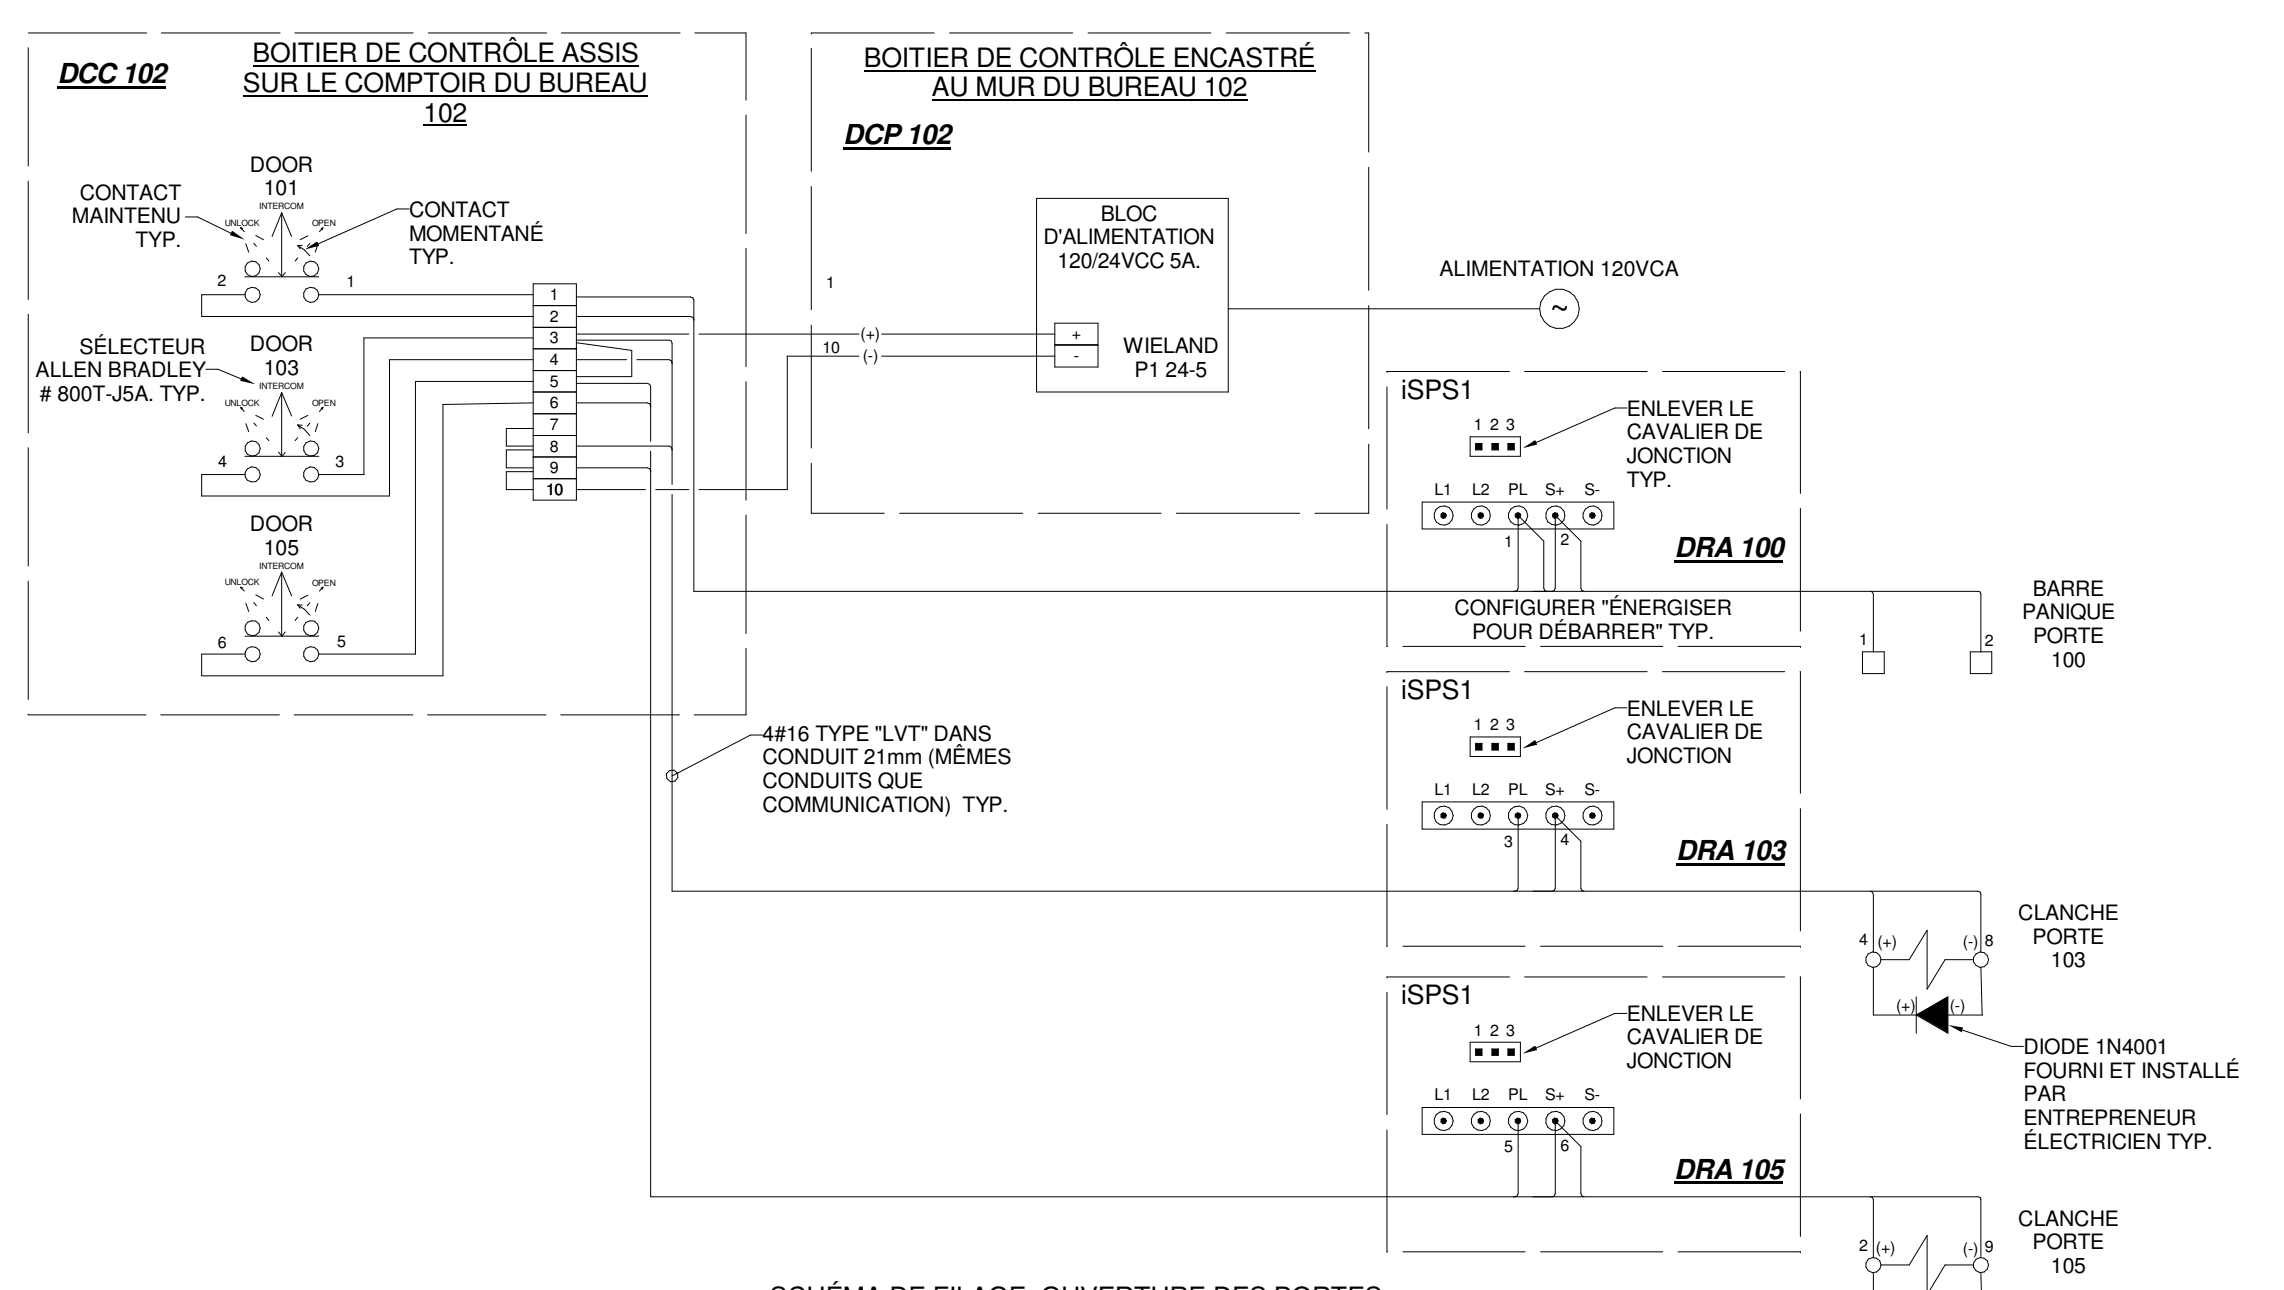 DCC 102
BOITIER DE CONTRÔLE ASSIS
SUR LE COMPTOIR DU BUREAU
102
BOITIER DE CONTRÔLE ENCASTRÉ
AU MUR DU BUREAU 102
DCP 102
DOOR
101
INTERCOM
UNLOCK
OPEN
CONTACT
MAINTENU
TYP.
CONTACT
MOMENTANÉ
TYP.
2
1
SÉLECTEUR
ALLEN BRADLEY
# 800T-J5A. TYP.
DOOR
103
INTERCOM
UNLOCK
OPEN
4
3
DOOR
105
INTERCOM
UNLOCK
OPEN
6
5
1
2
3
4
5
6
7
8
9
10
1
10
(+)
(-)
BLOC
D'ALIMENTATION
120/24VCC 5A.
+
-
WIELAND
P1 24-5
ALIMENTATION 120VCA
~
iSPS1
1 2 3
ENLEVER LE
CAVALIER DE
JONCTION
TYP.
L1 L2 PL S+ S-
1
2
DRA 100
CONFIGURER "ÉNERGISER
POUR DÉBARRER" TYP.
BARRE
PANIQUE
PORTE
100
1
2
4#16 TYPE "LVT" DANS
CONDUIT 21mm (MÊMES
CONDUITS QUE
COMMUNICATION) TYP.
iSPS1
1 2 3
ENLEVER LE
CAVALIER DE
JONCTION
L1 L2 PL S+ S-
3
4
DRA 103
CLANCHE
PORTE
103
4 (+)
(-) 8
(+)
(-)
DIODE 1N4001
FOURNI ET INSTALLÉ
PAR
ENTREPRENEUR
ÉLECTRICIEN TYP.
iSPS1
1 2 3
ENLEVER LE
CAVALIER DE
JONCTION
L1 L2 PL S+ S-
5
6
DRA 105
CLANCHE
PORTE
105
2 (+)
(-) 9
SCHÉMA DE FILAGE OUVERTURE DES PORTES